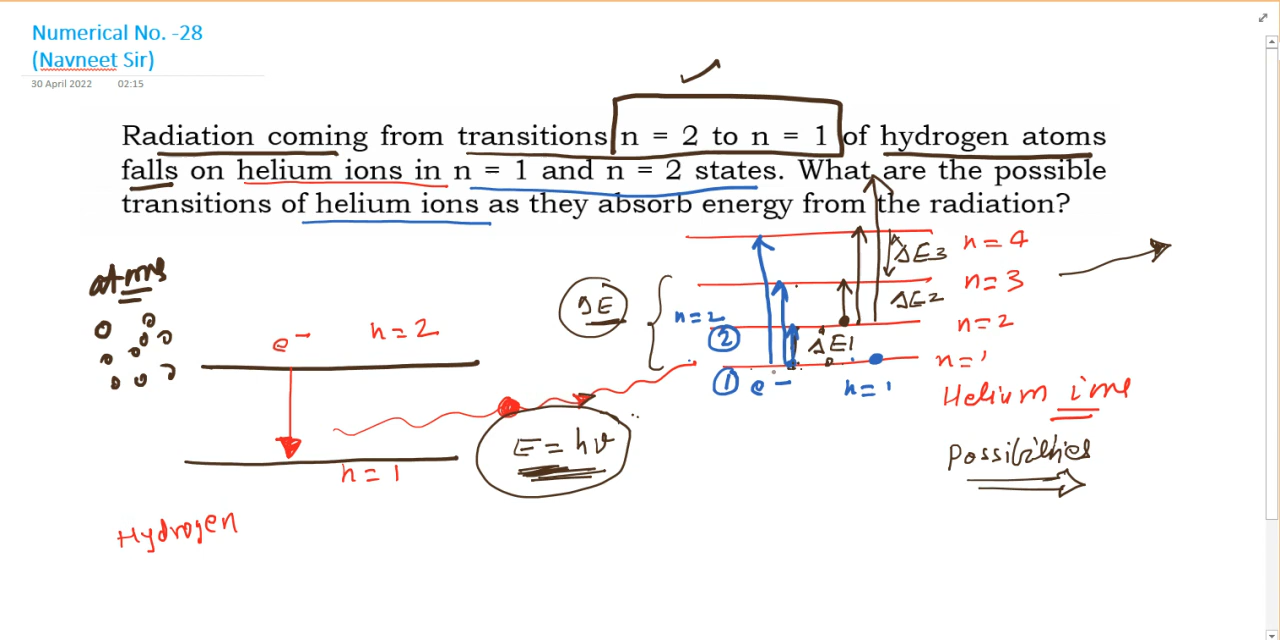 Numerical No. -28
(Navneet Sir)
30 April 2022 02:15
Radiation coming from transitions n = 2 to n = 1 of hydrogen atoms
falls on helium ions in n = 1 and n = 2 states. What are the possible
transitions of helium ions as they absorb energy from the radiation?
atoms
e- n=2
n=1
Hydrogen
E=hν
ΔE
n=2
②
① e- n=1
ΔE1
ΔE2
ΔE3
n=4
n=3
n=2
n=1
Helium ions
Possibilities